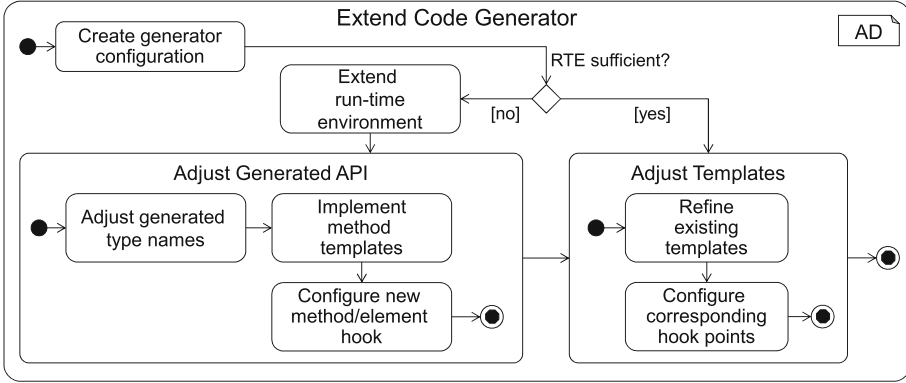 Extend Code Generator
AD
Create generator
configuration
RTE sufficient?
Extend
run-time
environment
[no]
[yes]
Adjust Generated API
Adjust generated
type names
Implement
method
templates
Configure new
method/element
hook
Adjust Templates
Refine
existing
templates
Configure
corresponding
hook points